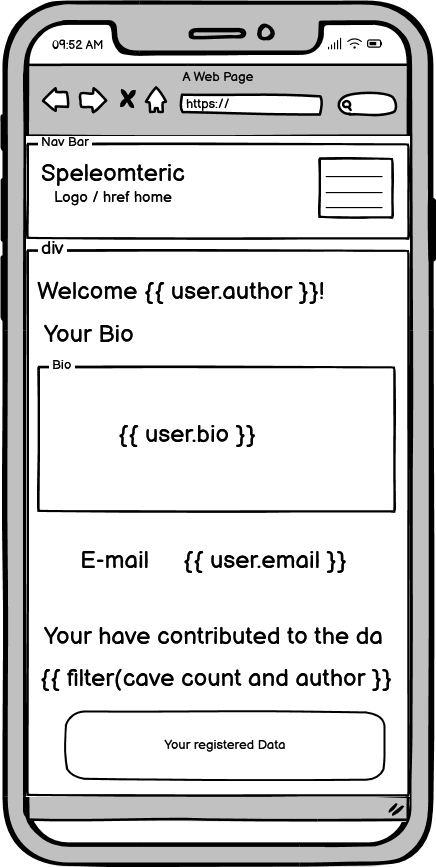 09:52 AM
A Web Page
https://
Nav Bar
Speleomteric
Logo / href home
div
Welcome {{ user.author }}!
Your Bio
Bio
{{ user.bio }}
E-mail {{ user.email }}
Your have contributed to the da
{{ filter(cave count and author }}
Your registered Data